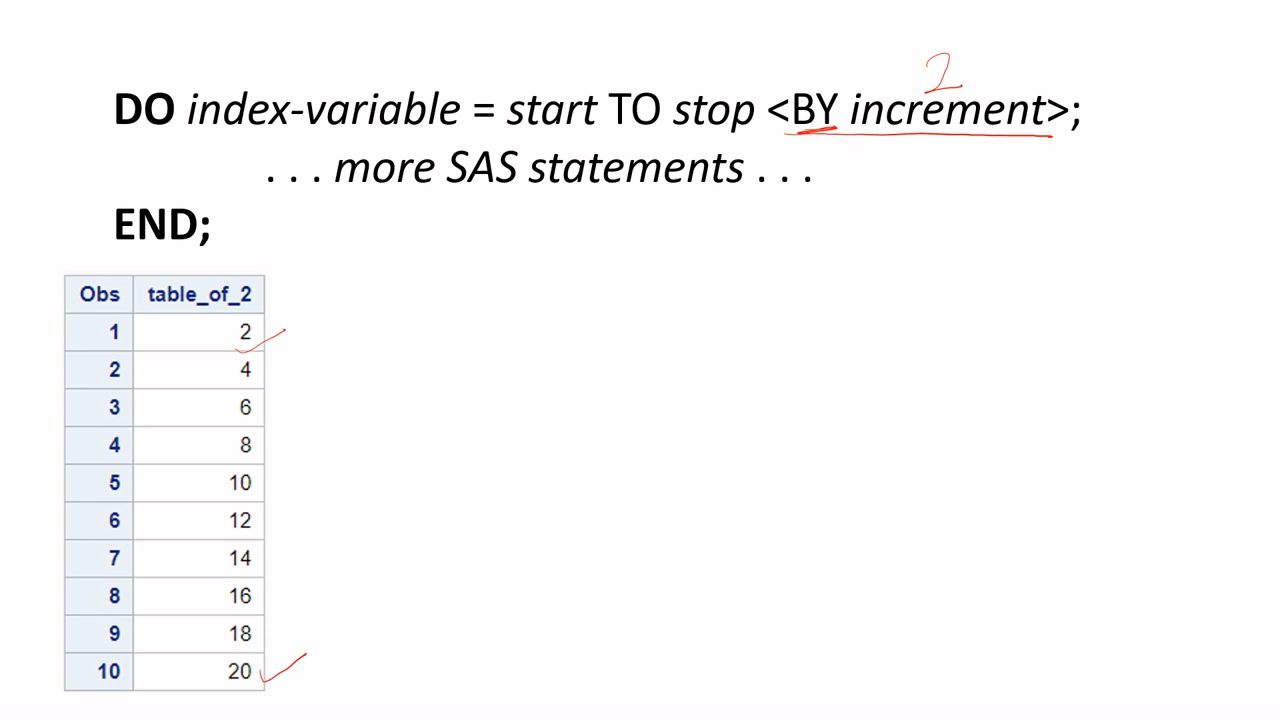 2
DO index-variable = start TO stop <BY increment>;
. . . more SAS statements . . .
END;
Obs table_of_2
1 2
2 4
3 6
4 8
5 10
6 12
7 14
8 16
9 18
10 20